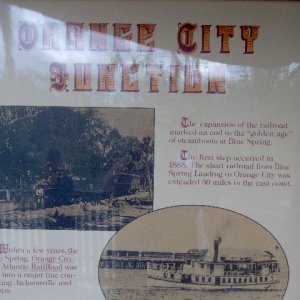 Orange City
Junction
The expansion of the railroad
marked an end to the "golden age"
of steamboats at Blue Spring.
The first step occurred in
The short railroad from Blue
Spring Landing to Orange City was
extended 30 miles to the east coast.
Within a few years, the
Spring, Orange City,
Atlantic RailRoad was
into a major line con-
Jacksonville and